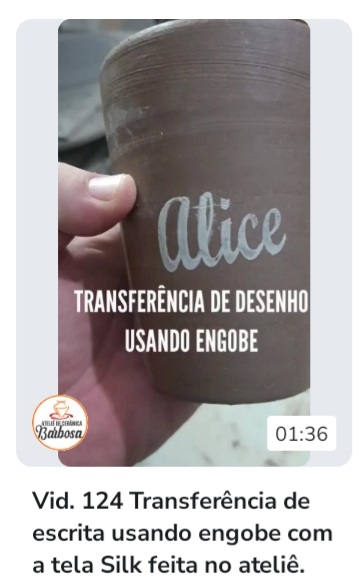 Alice
TRANSFERÊNCIA DE DESENHO
USANDO ENGOBE
ATELIÊ DE CERÂMICA
Barbosa
01:36
Vid. 124 Transferência de
escrita usando engobe com
a tela Silk feita no ateliê.